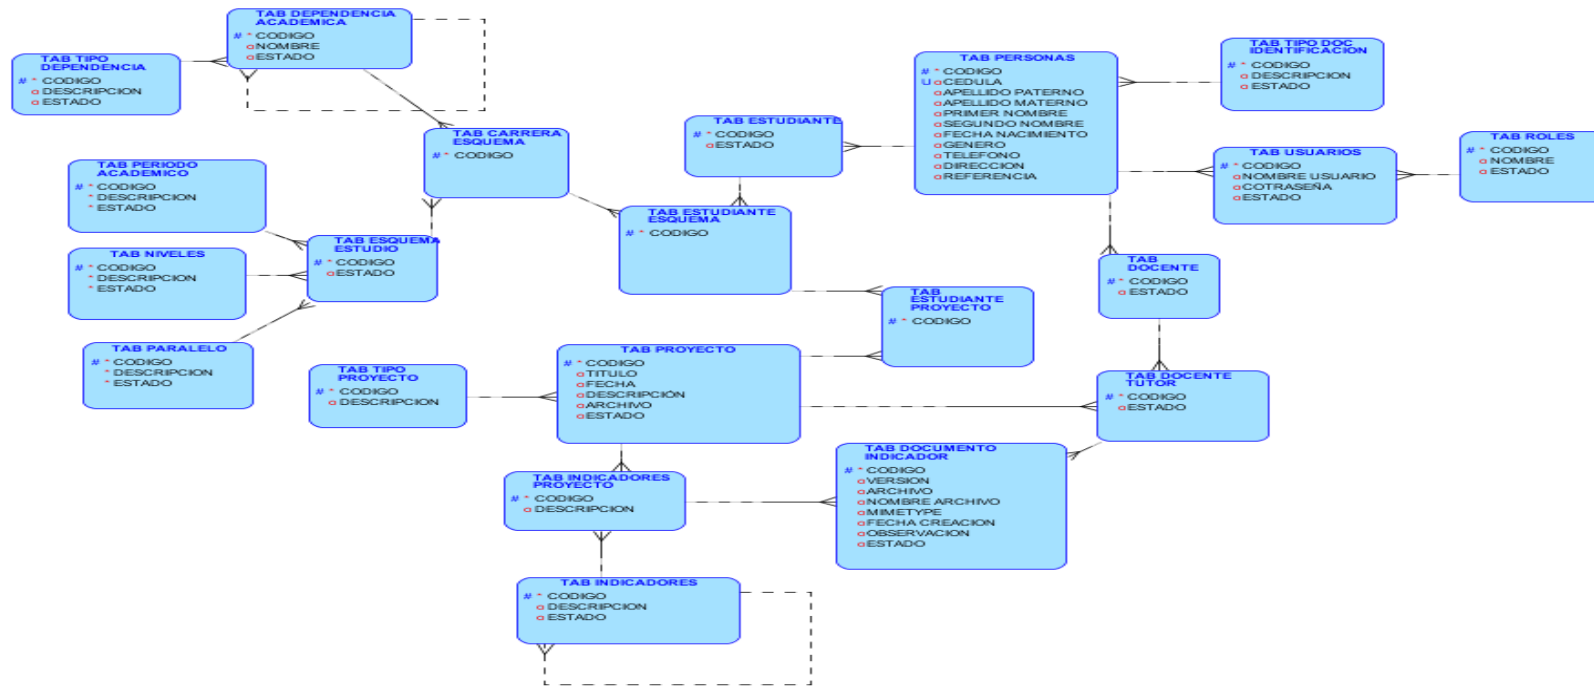 TAB DEPENDENCIA
ACADEMICA
# * CODIGO
o NOMBRE
o ESTADO
TAB TIPO
DEPENDENCIA
# * CODIGO
o DESCRIPCION
o ESTADO
TAB PERSONAS
# * CODIGO
U o CEDULA
o APELLIDO PATERNO
o APELLIDO MATERNO
o PRIMER NOMBRE
o SEGUNDO NOMBRE
o FECHA NACIMIENTO
o GENERO
o TELEFONO
o DIRECCION
o REFERENCIA
TAB TIPO DOC
IDENTIFICACION
# * CODIGO
o DESCRIPCION
o ESTADO
TAB CARRERA
ESQUEMA
# * CODIGO
TAB ESTUDIANTE
# * CODIGO
o ESTADO
TAB USUARIOS
# * CODIGO
o NOMBRE USUARIO
o COTRASEÑA
o ESTADO
TAB ROLES
# * CODIGO
o NOMBRE
o ESTADO
TAB PERIODO
ACADEMICO
# * CODIGO
* DESCRIPCION
* ESTADO
TAB ESTUDIANTE
ESQUEMA
# * CODIGO
TAB NIVELES
# * CODIGO
* DESCRIPCION
* ESTADO
TAB ESQUEMA
ESTUDIO
# * CODIGO
o ESTADO
TAB
DOCENTE
# * CODIGO
o ESTADO
TAB
ESTUDIANTE
PROYECTO
# * CODIGO
TAB PARALELO
# * CODIGO
* DESCRIPCION
* ESTADO
TAB TIPO
PROYECTO
# * CODIGO
o DESCRIPCION
TAB PROYECTO
# * CODIGO
o TITULO
o FECHA
o DESCRIPCIÓN
o ARCHIVO
o ESTADO
TAB DOCENTE
TUTOR
# * CODIGO
o ESTADO
TAB DOCUMENTO
INDICADOR
# * CODIGO
o VERSION
o ARCHIVO
o NOMBRE ARCHIVO
o MIMETYPE
o FECHA CREACION
o OBSERVACION
o ESTADO
TAB INDICADORES
PROYECTO
# * CODIGO
o DESCRIPCION
TAB INDICADORES
# * CODIGO
o DESCRIPCION
o ESTADO